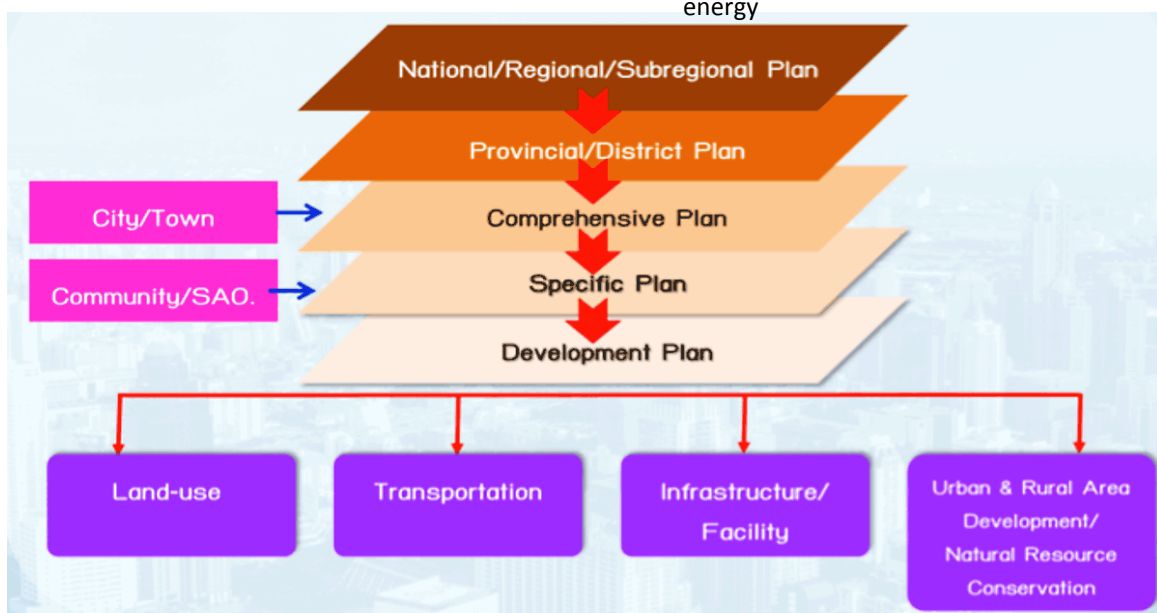 energy
National/Regional/Subregional Plan
Provincial/District Plan
City/Town
Comprehensive Plan
Community/SAO.
Specific Plan
Development Plan
Land-use
Transportation
Infrastructure/
Facility
Urban & Rural Area
Development/
Natural Resource
Conservation